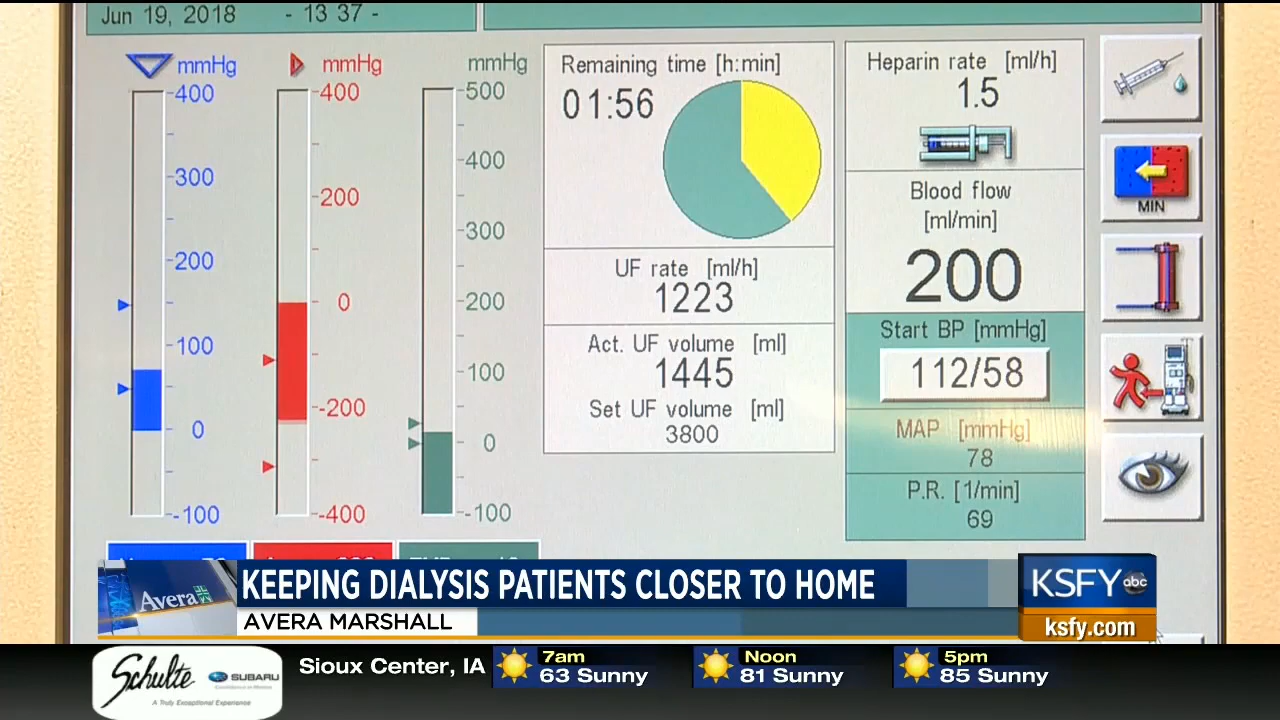 Jun 19, 2018 - 13 37 -
mmHg
400
300
200
100
0
-100
mmHg
400
200
0
-200
-400
mmHg
500
400
300
200
100
0
-100
Remaining time [h:min]
01:56
UF rate [ml/h]
1223
Act. UF volume [ml]
1445
Set UF volume [ml]
3800
Heparin rate [ml/h]
1.5
Blood flow
[ml/min]
200
Start BP [mmHg]
112/58
MAP [mmHg]
78
P.R. [1/min]
69
MIN
Avera
KEEPING DIALYSIS PATIENTS CLOSER TO HOME
AVERA MARSHALL
KSFY abc
ksfy.com
Schulte SUBARU
A Truly Exceptional Experience
Sioux Center, IA
7am
63 Sunny
Noon
81 Sunny
5pm
85 Sunny